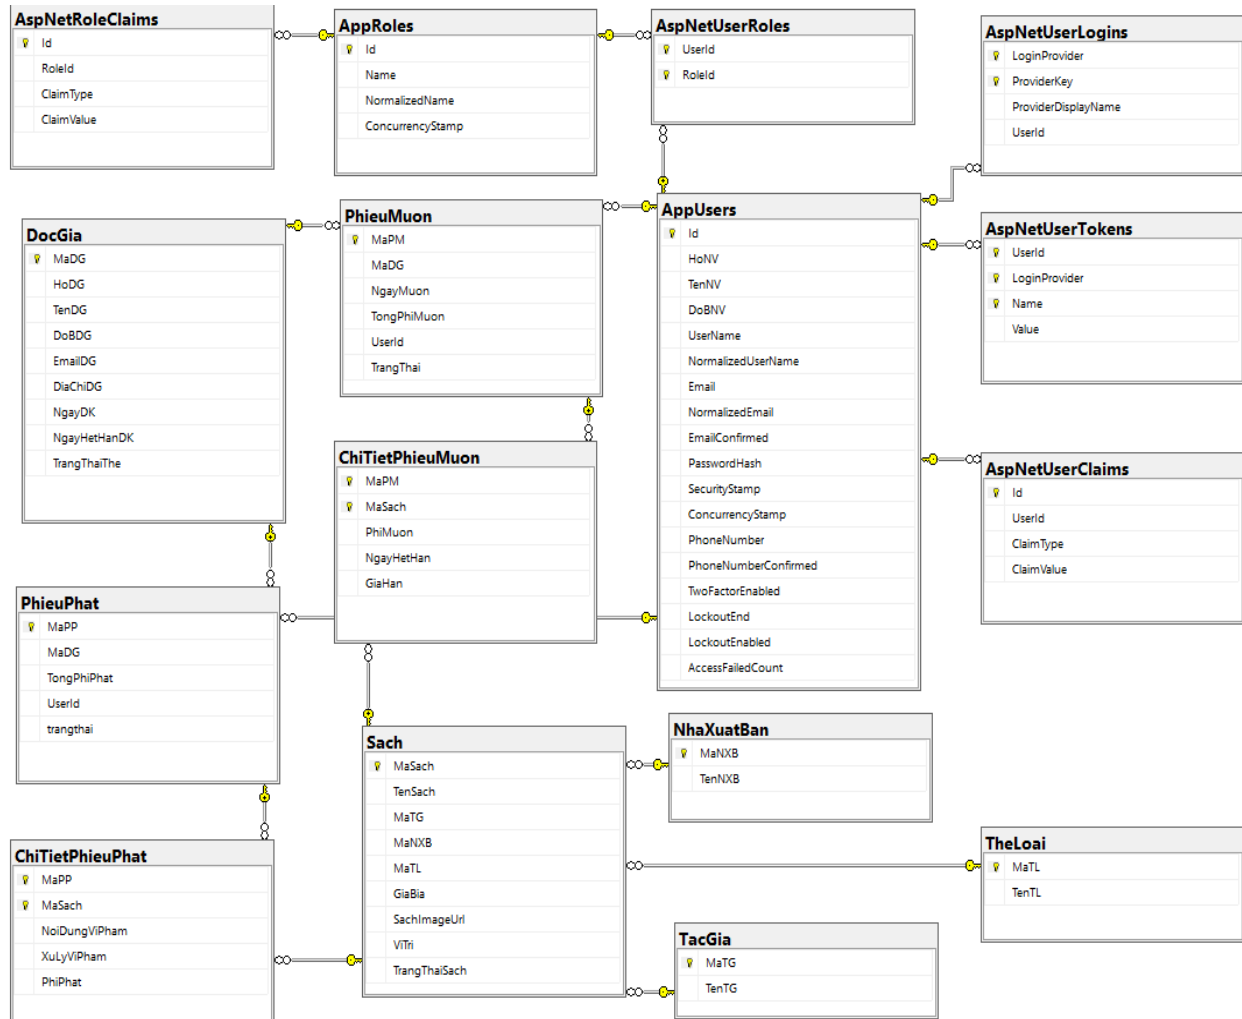 AspNetRoleClaims
Id
RoleId
ClaimType
ClaimValue
AppRoles
Id
Name
NormalizedName
ConcurrencyStamp
AspNetUserRoles
UserId
RoleId
AspNetUserLogins
LoginProvider
ProviderKey
ProviderDisplayName
UserId
DocGia
MaDG
HoDG
TenDG
DoBDG
EmailDG
DiaChiDG
NgayDK
NgayHetHanDK
TrangThaiThe
PhieuMuon
MaPM
MaDG
NgayMuon
TongPhiMuon
UserId
TrangThai
AppUsers
Id
HoNV
TenNV
DoBNV
UserName
NormalizedUserName
Email
NormalizedEmail
EmailConfirmed
PasswordHash
SecurityStamp
ConcurrencyStamp
PhoneNumber
PhoneNumberConfirmed
TwoFactorEnabled
LockoutEnd
LockoutEnabled
AccessFailedCount
AspNetUserTokens
UserId
LoginProvider
Name
Value
ChiTietPhieuMuon
MaPM
MaSach
PhiMuon
NgayHetHan
GiaHan
AspNetUserClaims
Id
UserId
ClaimType
ClaimValue
PhieuPhat
MaPP
MaDG
TongPhiPhat
UserId
trangthai
Sach
MaSach
TenSach
MaTG
MaNXB
MaTL
GiaBia
SachImageUrl
ViTri
TrangThaiSach
NhaXuatBan
MaNXB
TenNXB
ChiTietPhieuPhat
MaPP
MaSach
NoiDungViPham
XuLyViPham
PhiPhat
TheLoai
MaTL
TenTL
TacGia
MaTG
TenTG